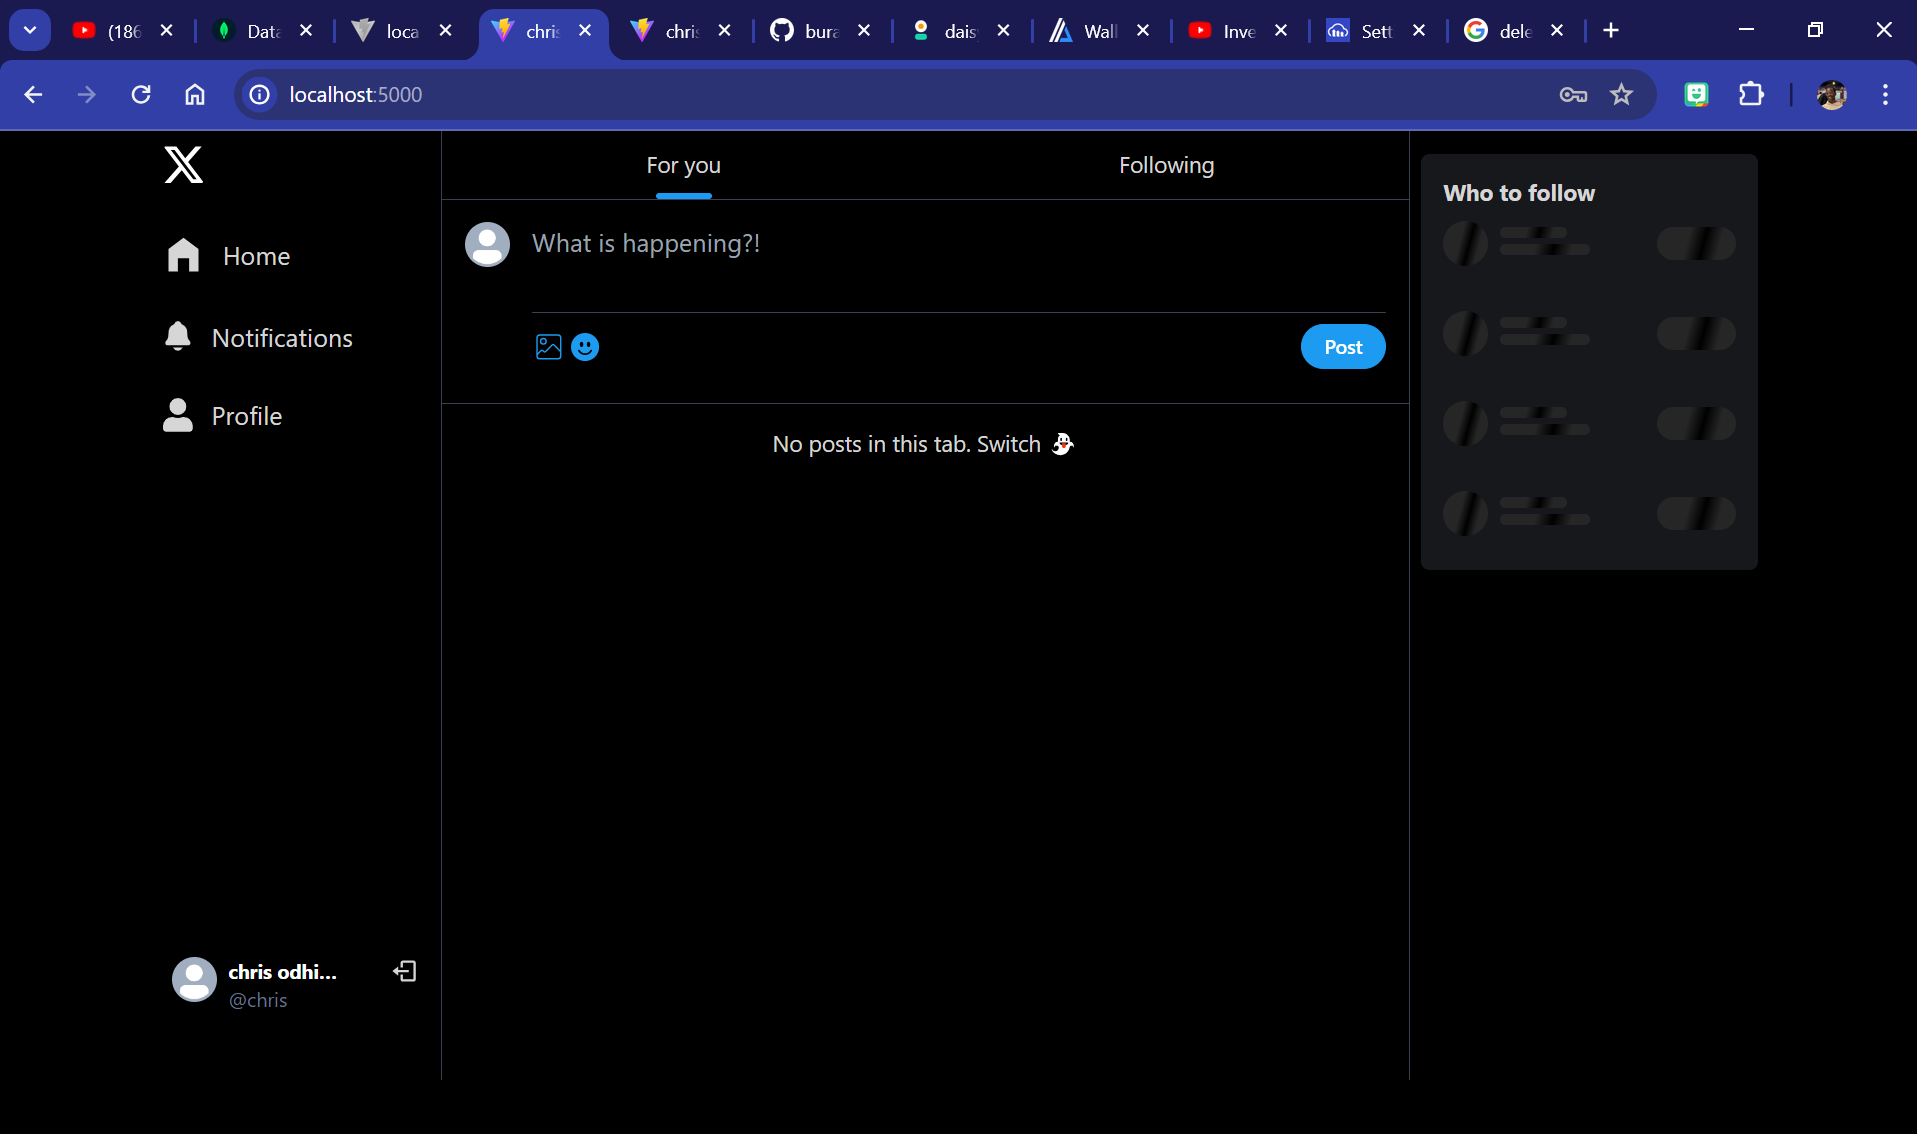 (186
Data
loca
chris
chris
bura
dais
Wall
Inve
Sett
dele
localhost:5000
For you
Following
Who to follow
What is happening?!
Home
Notifications
Post
Profile
No posts in this tab. Switch 👻
chris odhi...
@chris